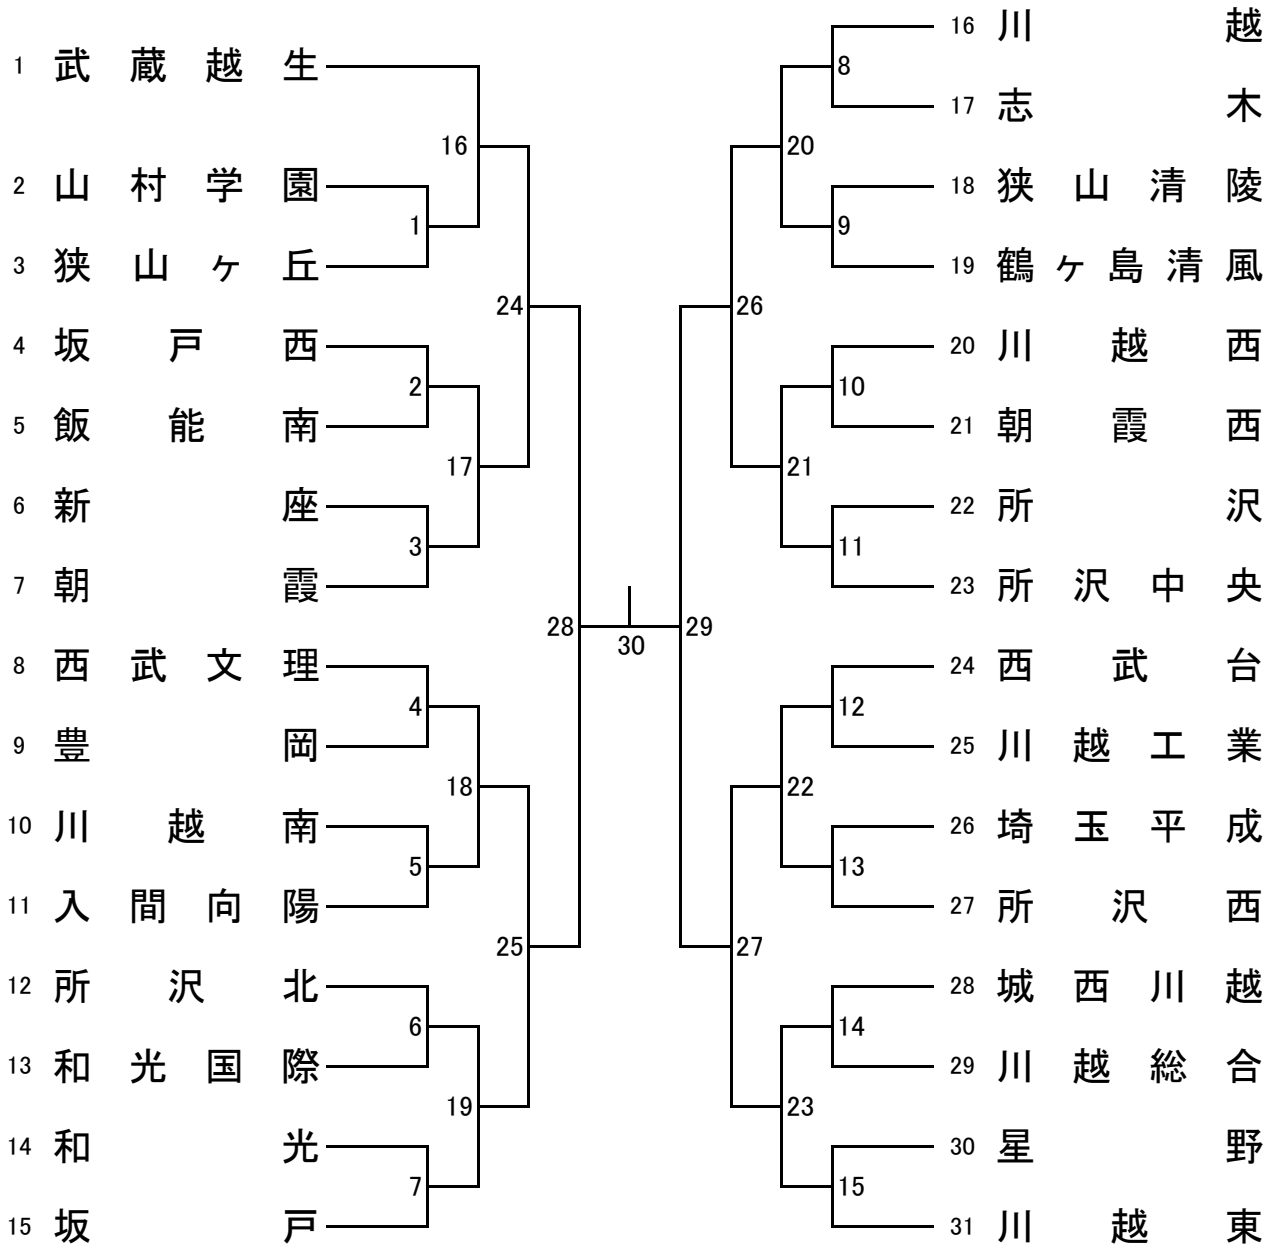 1 武蔵越生
2 山村学園
3 狭山ヶ丘
4 坂戸西
5 飯能南
6 新座
7 朝霞
8 西武文理
9 豊岡
10 川越南
11 入間向陽
12 所沢北
13 和光国際
14 和光
15 坂戸
16
1
24
2
17
3
28
4
18
5
25
6
19
7
30
8
20
9
26
10
21
11
29
12
22
13
27
14
23
15
16 川越
17 志木
18 狭山清陵
19 鶴ヶ島清風
20 川越西
21 朝霞西
22 所沢
23 所沢中央
24 西武台
25 川越工業
26 埼玉平成
27 所沢西
28 城西川越
29 川越総合
30 星野
31 川越東